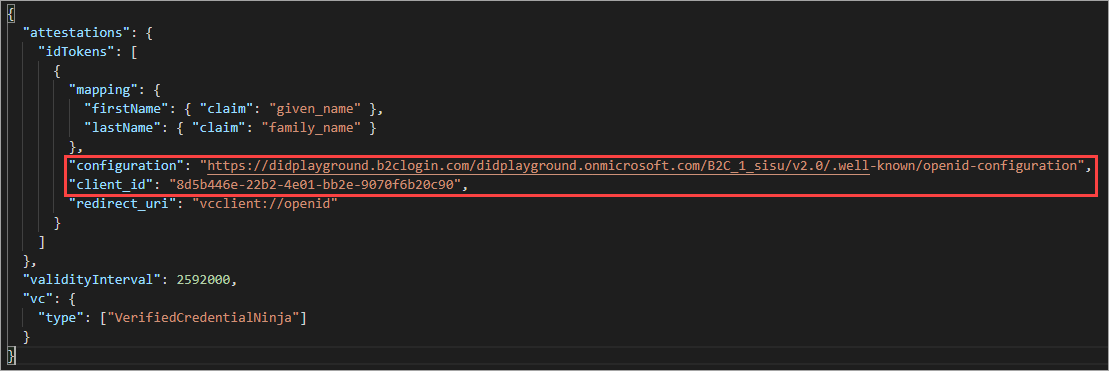 {
"attestations": {
"idTokens": [
{
"mapping": {
"firstName": { "claim": "given_name" },
"lastName": { "claim": "family_name" }
},
"configuration": "https://didplayground.b2clogin.com/didplayground.onmicrosoft.com/B2C_1_sisu/v2.0/.well-known/openid-configuration",
"client_id": "8d5b446e-22b2-4e01-bb2e-9070f6b20c90",
"redirect_uri": "vcclient://openid"
}
]
},
"validityInterval": 2592000,
"vc": {
"type": ["VerifiedCredentialNinja"]
}
}